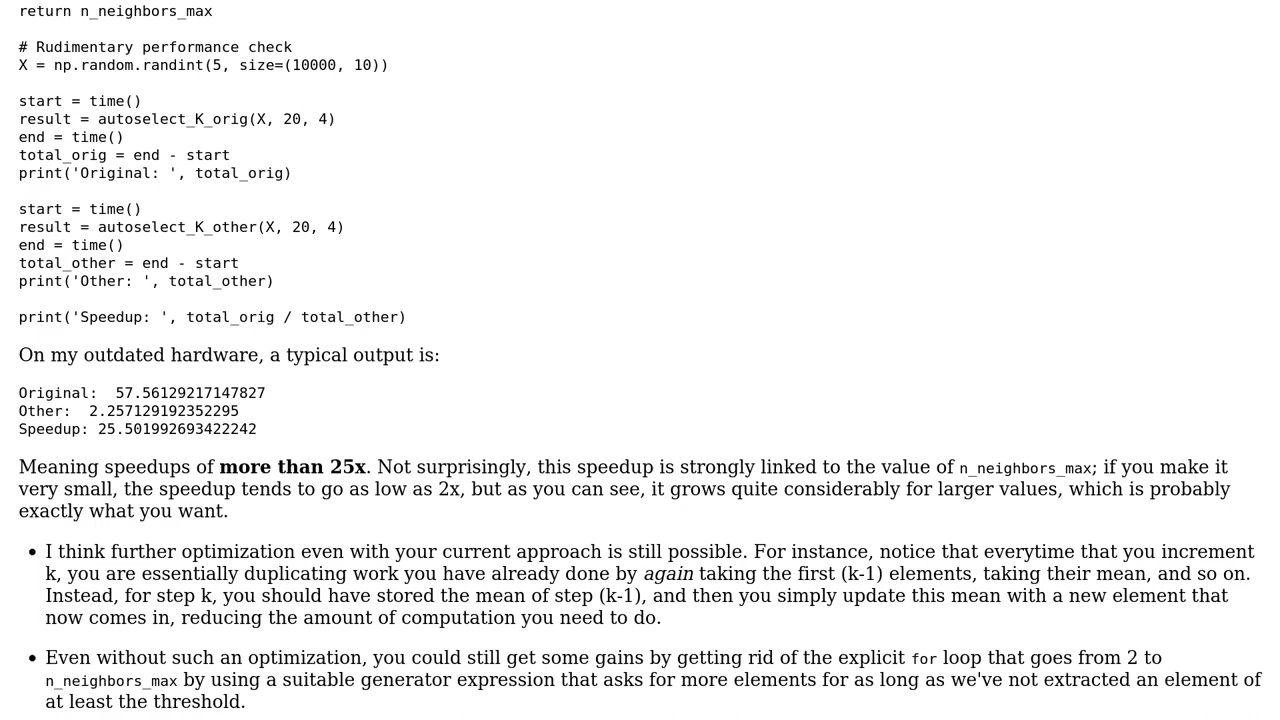 return n_neighbors_max
# Rudimentary performance check
X = np.random.randint(5, size=(10000, 10))
start = time()
result = autoselect_K_orig(X, 20, 4)
end = time()
total_orig = end - start
print('Original: ', total_orig)
start = time()
result = autoselect_K_other(X, 20, 4)
end = time()
total_other = end - start
print('Other: ', total_other)
print('Speedup: ', total_orig / total_other)
On my outdated hardware, a typical output is:
Original:  57.56129217147827
Other:  2.257129192352295
Speedup: 25.501992693422242
Meaning speedups of more than 25x. Not surprisingly, this speedup is strongly linked to the value of n_neighbors_max; if you make it
very small, the speedup tends to go as low as 2x, but as you can see, it grows quite considerably for larger values, which is probably
exactly what you want.
• I think further optimization even with your current approach is still possible. For instance, notice that everytime that you increment
k, you are essentially duplicating work you have already done by again taking the first (k-1) elements, taking their mean, and so on.
Instead, for step k, you should have stored the mean of step (k-1), and then you simply update this mean with a new element that
now comes in, reducing the amount of computation you need to do.
• Even without such an optimization, you could still get some gains by getting rid of the explicit for loop that goes from 2 to
n_neighbors_max by using a suitable generator expression that asks for more elements for as long as we've not extracted an element of
at least the threshold.